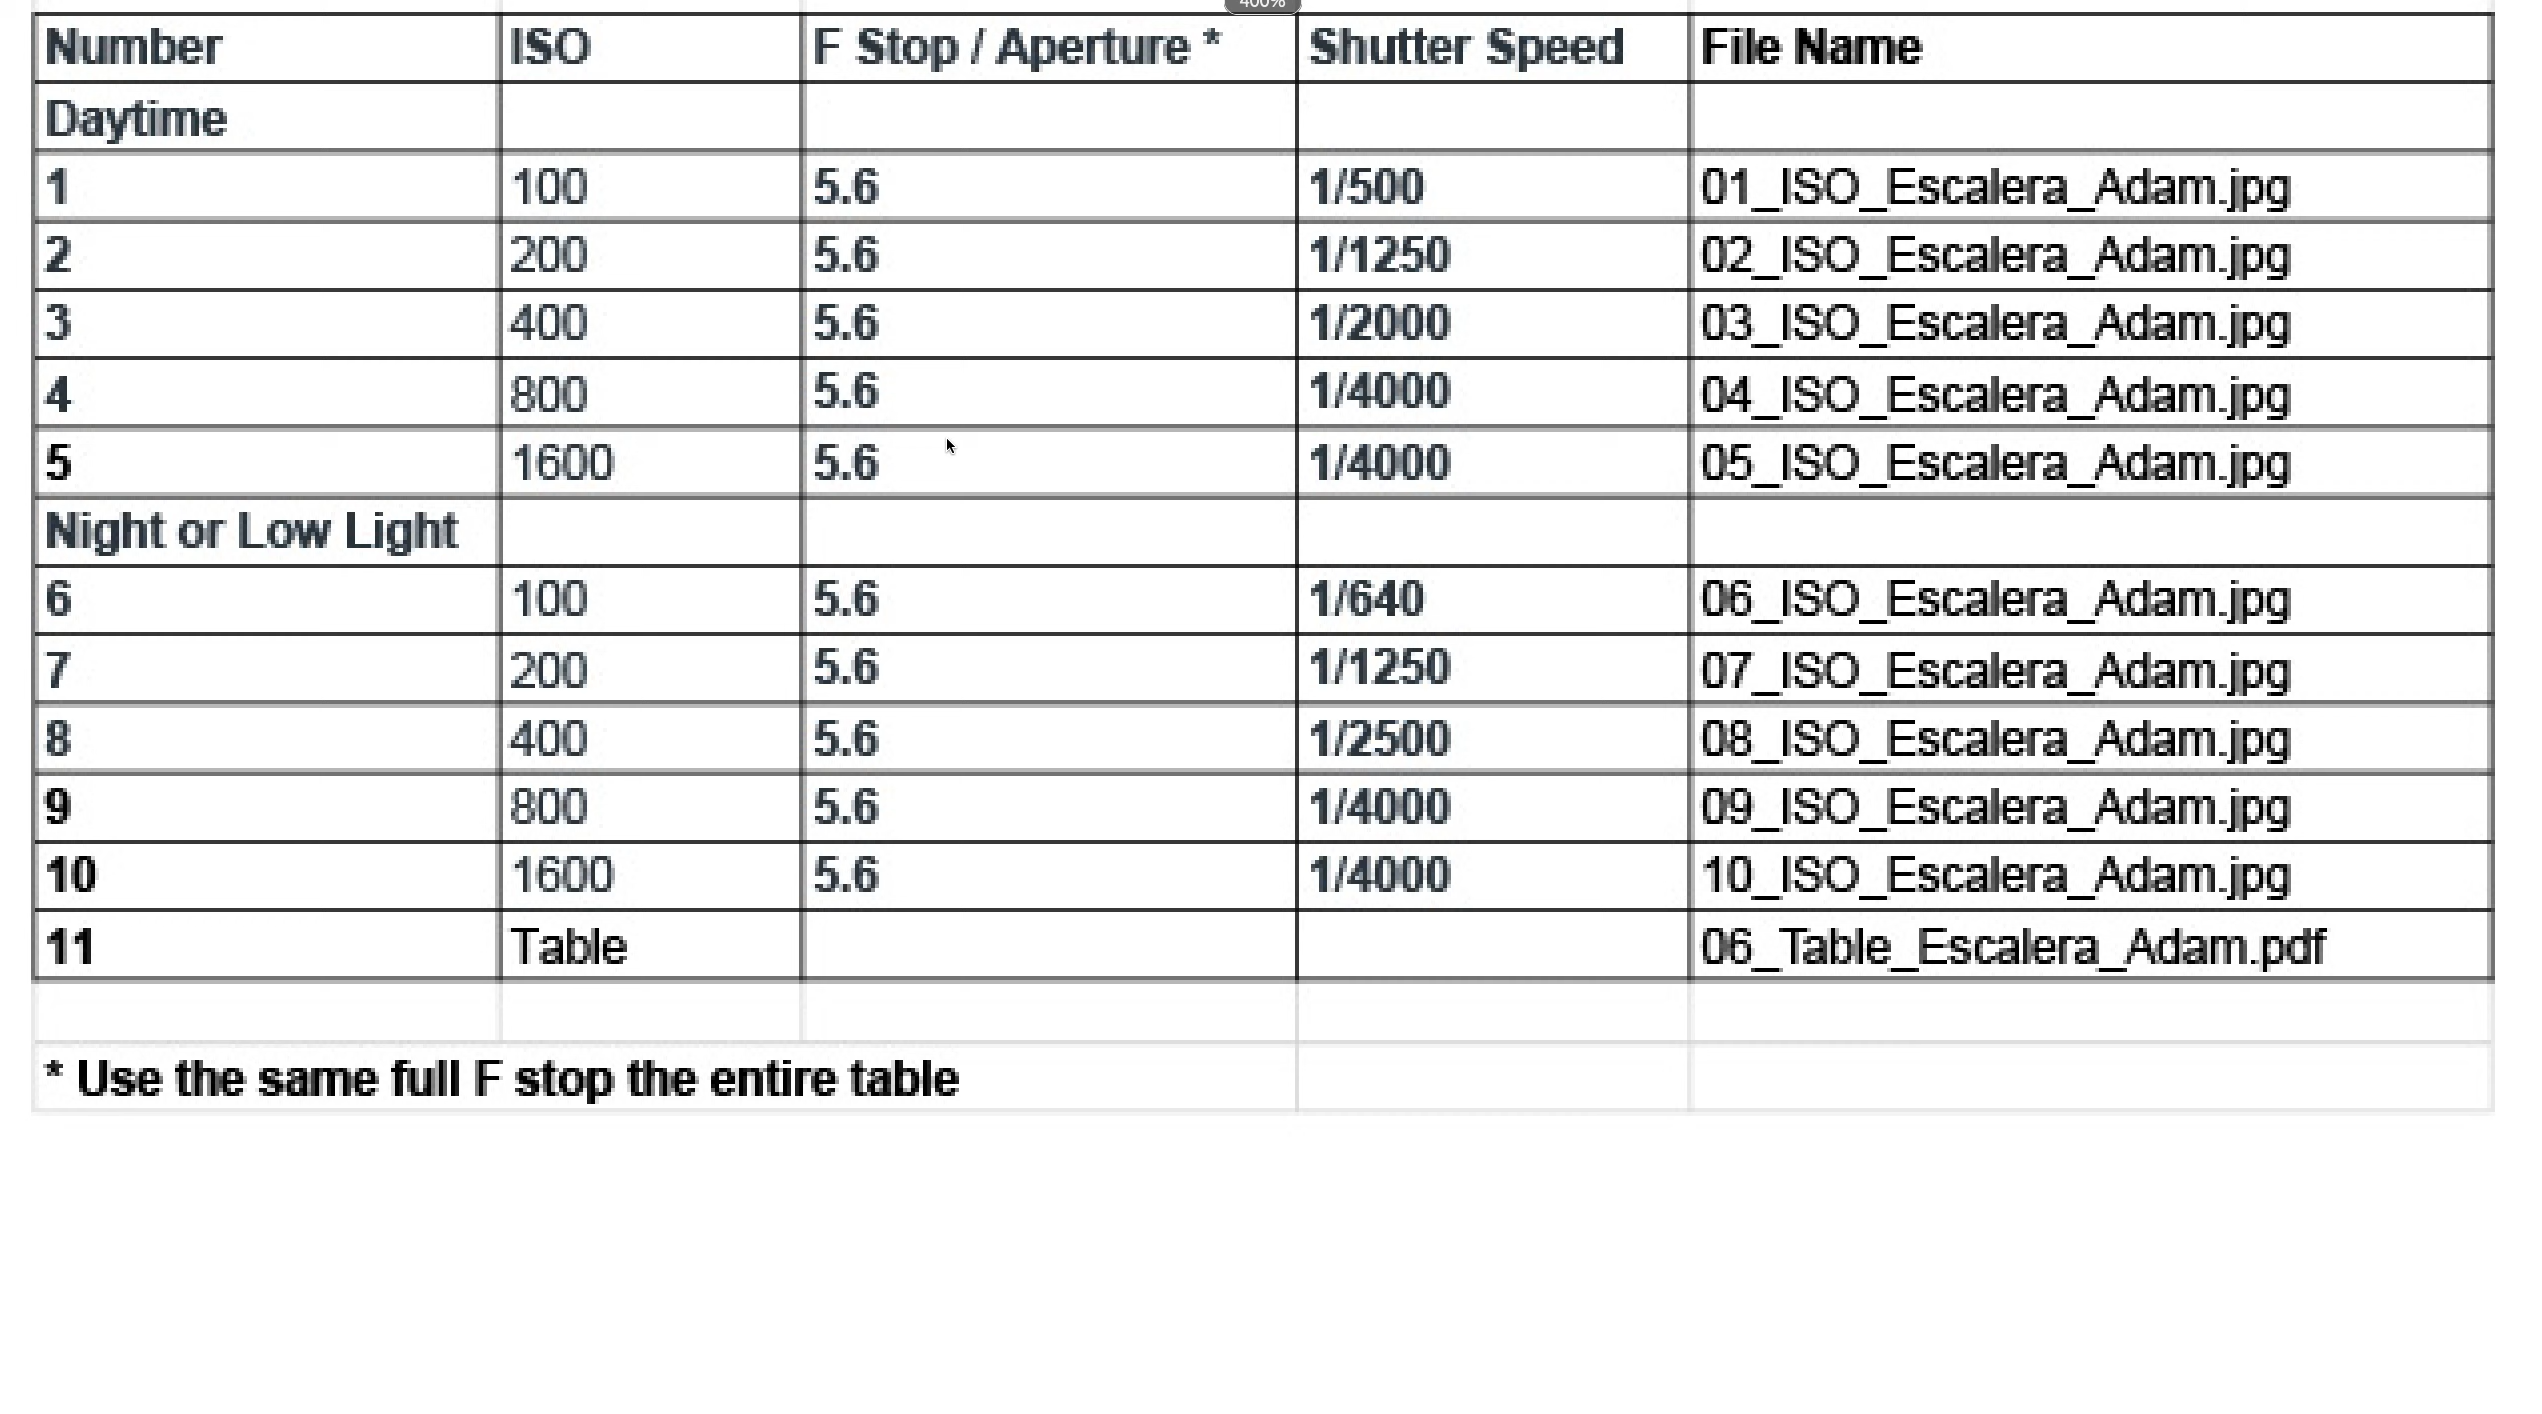 400%
Number ISO F Stop / Aperture * Shutter Speed File Name
Daytime
1 100 5.6 1/500 01_ISO_Escalera_Adam.jpg
2 200 5.6 1/1250 02_ISO_Escalera_Adam.jpg
3 400 5.6 1/2000 03_ISO_Escalera_Adam.jpg
4 800 5.6 1/4000 04_ISO_Escalera_Adam.jpg
5 1600 5.6 1/4000 05_ISO_Escalera_Adam.jpg
Night or Low Light
6 100 5.6 1/640 06_ISO_Escalera_Adam.jpg
7 200 5.6 1/1250 07_ISO_Escalera_Adam.jpg
8 400 5.6 1/2500 08_ISO_Escalera_Adam.jpg
9 800 5.6 1/4000 09_ISO_Escalera_Adam.jpg
10 1600 5.6 1/4000 10_ISO_Escalera_Adam.jpg
11 Table 06_Table_Escalera_Adam.pdf
* Use the same full F stop the entire table